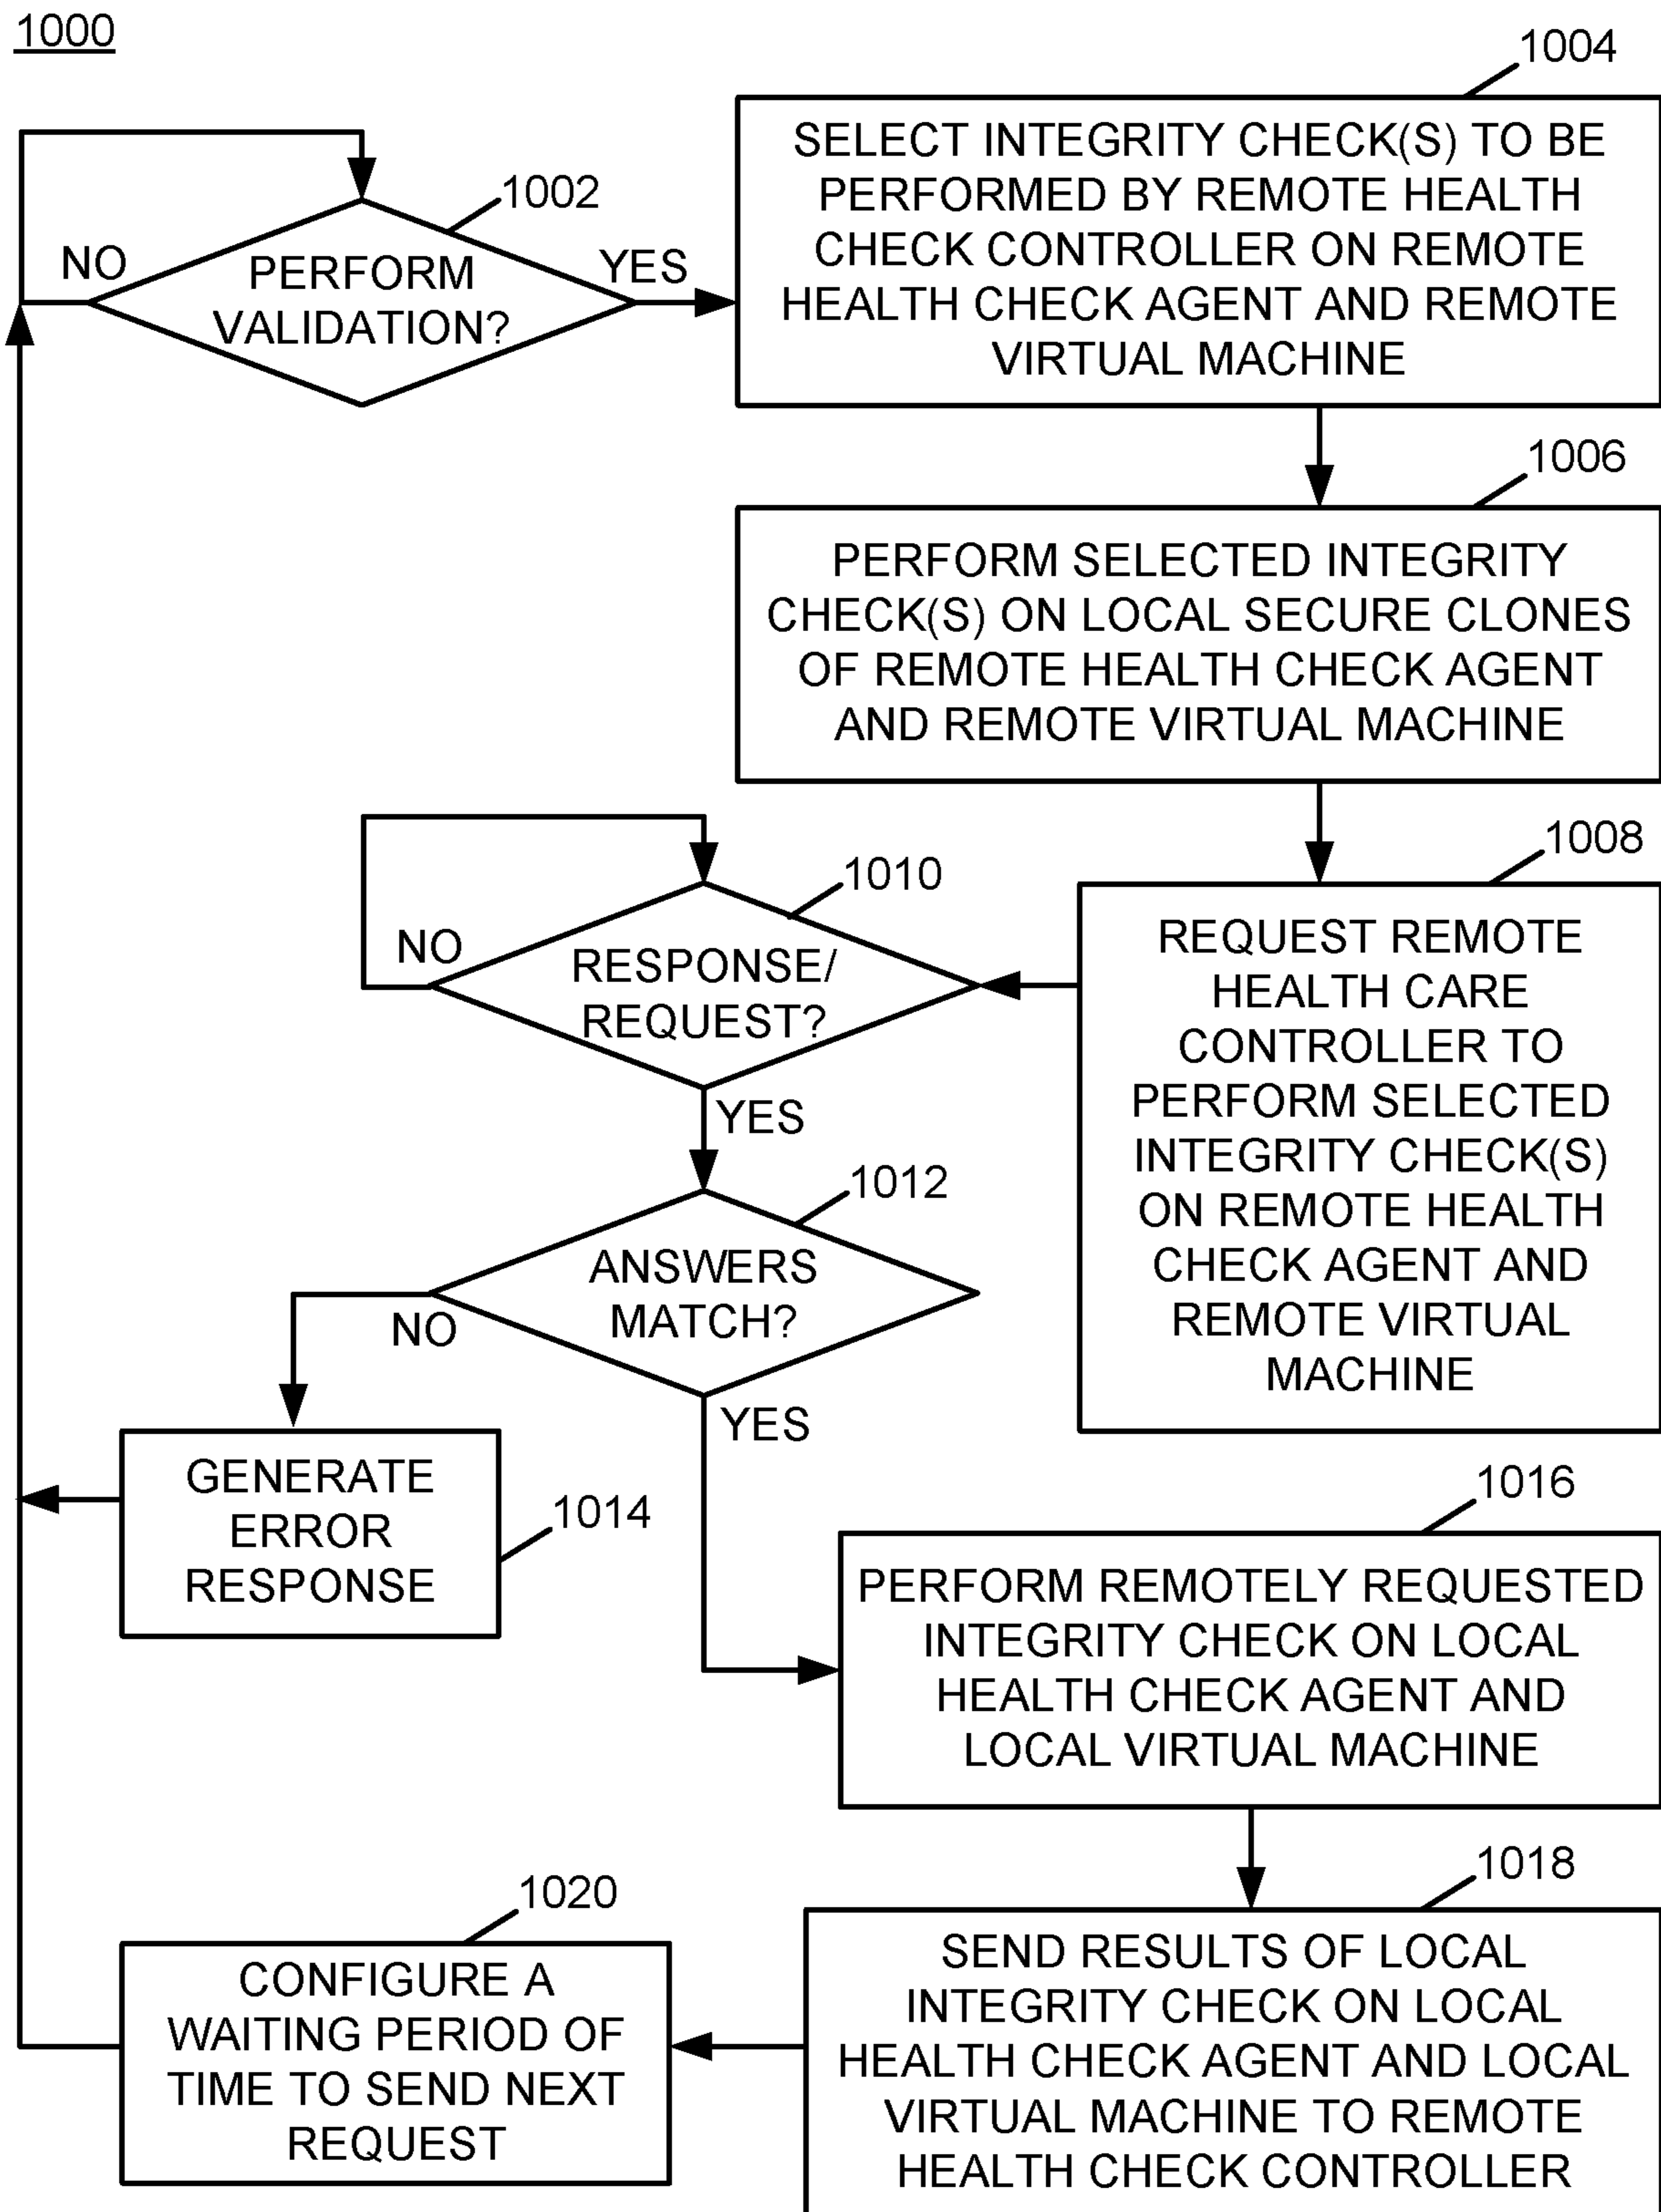 1000
1002
NO
YES
PERFORM
VALIDATION?
1004
SELECT INTEGRITY CHECK(S) TO BE
PERFORMED BY REMOTE HEALTH
CHECK CONTROLLER ON REMOTE
HEALTH CHECK AGENT AND REMOTE
VIRTUAL MACHINE
1006
PERFORM SELECTED INTEGRITY
CHECK(S) ON LOCAL SECURE CLONES
OF REMOTE HEALTH CHECK AGENT
AND REMOTE VIRTUAL MACHINE
1008
REQUEST REMOTE
HEALTH CARE
CONTROLLER TO
PERFORM SELECTED
INTEGRITY CHECK(S)
ON REMOTE HEALTH
CHECK AGENT AND
REMOTE VIRTUAL
MACHINE
1010
NO
RESPONSE/
REQUEST?
YES
1012
ANSWERS
MATCH?
NO
YES
GENERATE
ERROR
RESPONSE
1014
1016
PERFORM REMOTELY REQUESTED
INTEGRITY CHECK ON LOCAL
HEALTH CHECK AGENT AND
LOCAL VIRTUAL MACHINE
1018
SEND RESULTS OF LOCAL
INTEGRITY CHECK ON LOCAL
HEALTH CHECK AGENT AND LOCAL
VIRTUAL MACHINE TO REMOTE
HEALTH CHECK CONTROLLER
1020
CONFIGURE A
WAITING PERIOD OF
TIME TO SEND NEXT
REQUEST